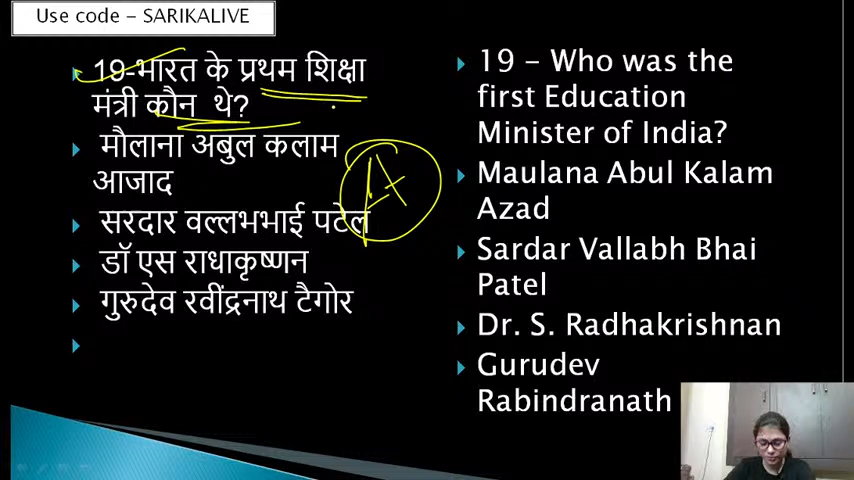 Use code – SARIKALIVE
19-भारत के प्रथम शिक्षा
मंत्री कौन थे?
मौलाना अबुल कलाम
आजाद
सरदार वल्लभभाई पटेल
डॉ एस राधाकृष्णन
गुरुदेव रवींद्रनाथ टैगोर
A
19 – Who was the
first Education
Minister of India?
Maulana Abul Kalam
Azad
Sardar Vallabh Bhai
Patel
Dr. S. Radhakrishnan
Gurudev
Rabindranath